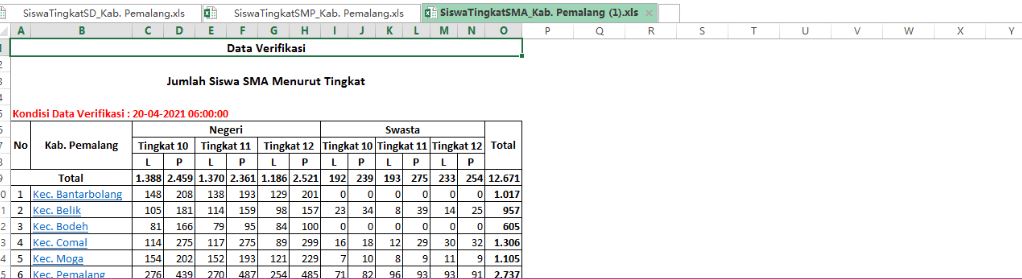 SiswaTingkatSD_Kab. Pemalang.xls SiswaTingkatSMP_Kab. Pemalang.xls SiswaTingkatSMA_Kab. Pemalang (1).xls
A B C D E F G H I J K L M N O P Q R S T U V W X Y
Data Verifikasi
Jumlah Siswa SMA Menurut Tingkat
Kondisi Data Verifikasi : 20-04-2021 06:00:00
No Kab. Pemalang Negeri Swasta Total
Tingkat 10 Tingkat 11 Tingkat 12 Tingkat 10 Tingkat 11 Tingkat 12
L P L P L P L P L P L P
Total 1.388 2.459 1.370 2.361 1.186 2.521 192 239 193 275 233 254 12.671
1 Kec. Bantarbolang 148 208 138 193 129 201 0 0 0 0 0 0 1.017
2 Kec. Belik 105 181 114 159 98 157 23 34 8 39 14 25 957
3 Kec. Bodeh 81 166 79 95 84 100 0 0 0 0 0 0 605
4 Kec. Comal 114 275 117 275 89 299 16 18 12 29 30 32 1.306
5 Kec. Moga 154 202 152 193 121 229 7 10 8 9 11 9 1.105
6 Kec. Pemalang 276 439 270 487 254 485 71 82 96 93 93 91 2.737